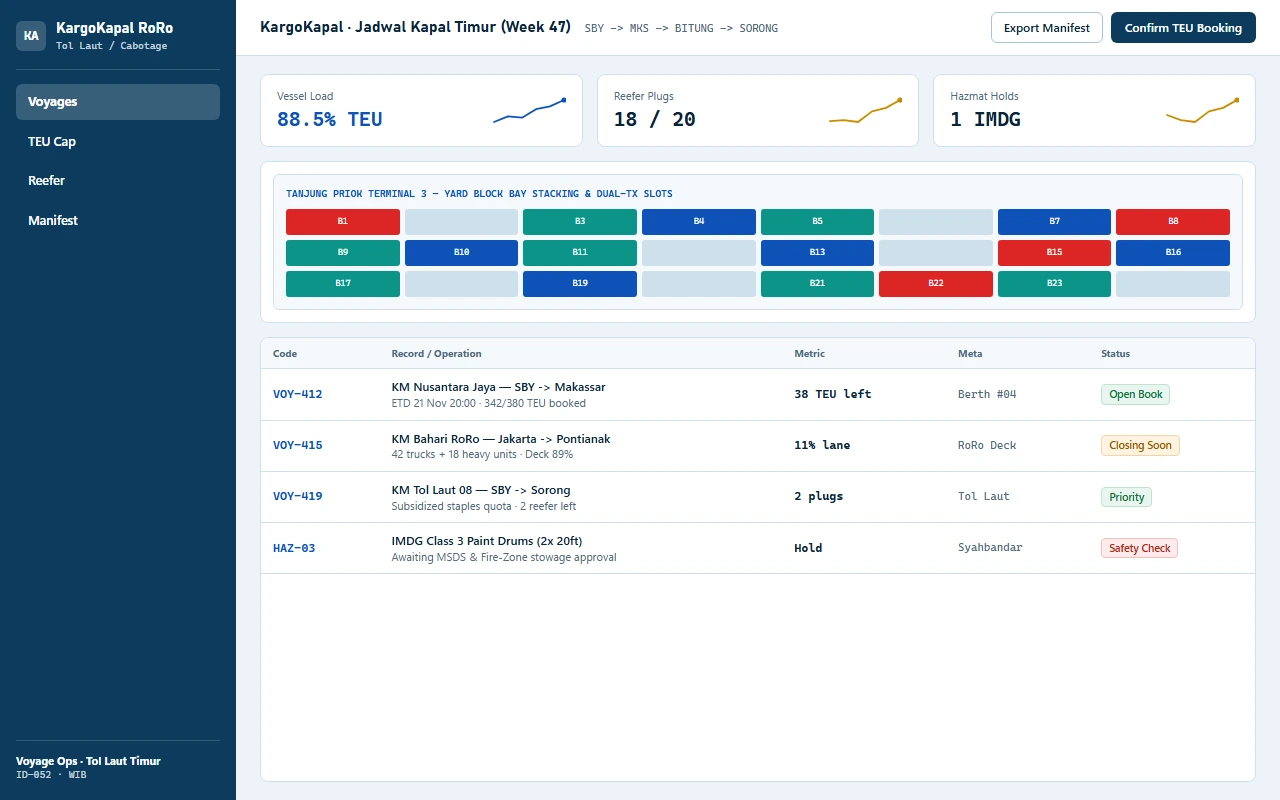 KA
KargoKapal RoRo
Tol Laut / Cabotage
Voyages
TEU Cap
Reefer
Manifest
Voyage Ops · Tol Laut Timur
ID-052 · WIB
KargoKapal · Jadwal Kapal Timur (Week 47)
SBY -> MKS -> BITUNG -> SORONG
Export Manifest
Confirm TEU Booking
Vessel Load
88.5% TEU
Reefer Plugs
18 / 20
Hazmat Holds
1 IMDG
TANJUNG PRIOK TERMINAL 3 — YARD BLOCK BAY STACKING & DUAL-TX SLOTS
B1 B3 B4 B5 B7 B8
B9 B10 B11 B13 B15 B16
B17 B19 B21 B22 B23
Code Record / Operation Metric Meta Status
VOY-412 KM Nusantara Jaya — SBY -> Makassar 38 TEU left Berth #04 Open Book
ETD 21 Nov 20:00 · 342/380 TEU booked
VOY-415 KM Bahari RoRo — Jakarta -> Pontianak 11% lane RoRo Deck Closing Soon
42 trucks + 18 heavy units · Deck 89%
VOY-419 KM Tol Laut 08 — SBY -> Sorong 2 plugs Tol Laut Priority
Subsidized staples quota · 2 reefer left
HAZ-03 IMDG Class 3 Paint Drums (2x 20ft) Hold Syahbandar Safety Check
Awaiting MSDS & Fire-Zone stowage approval